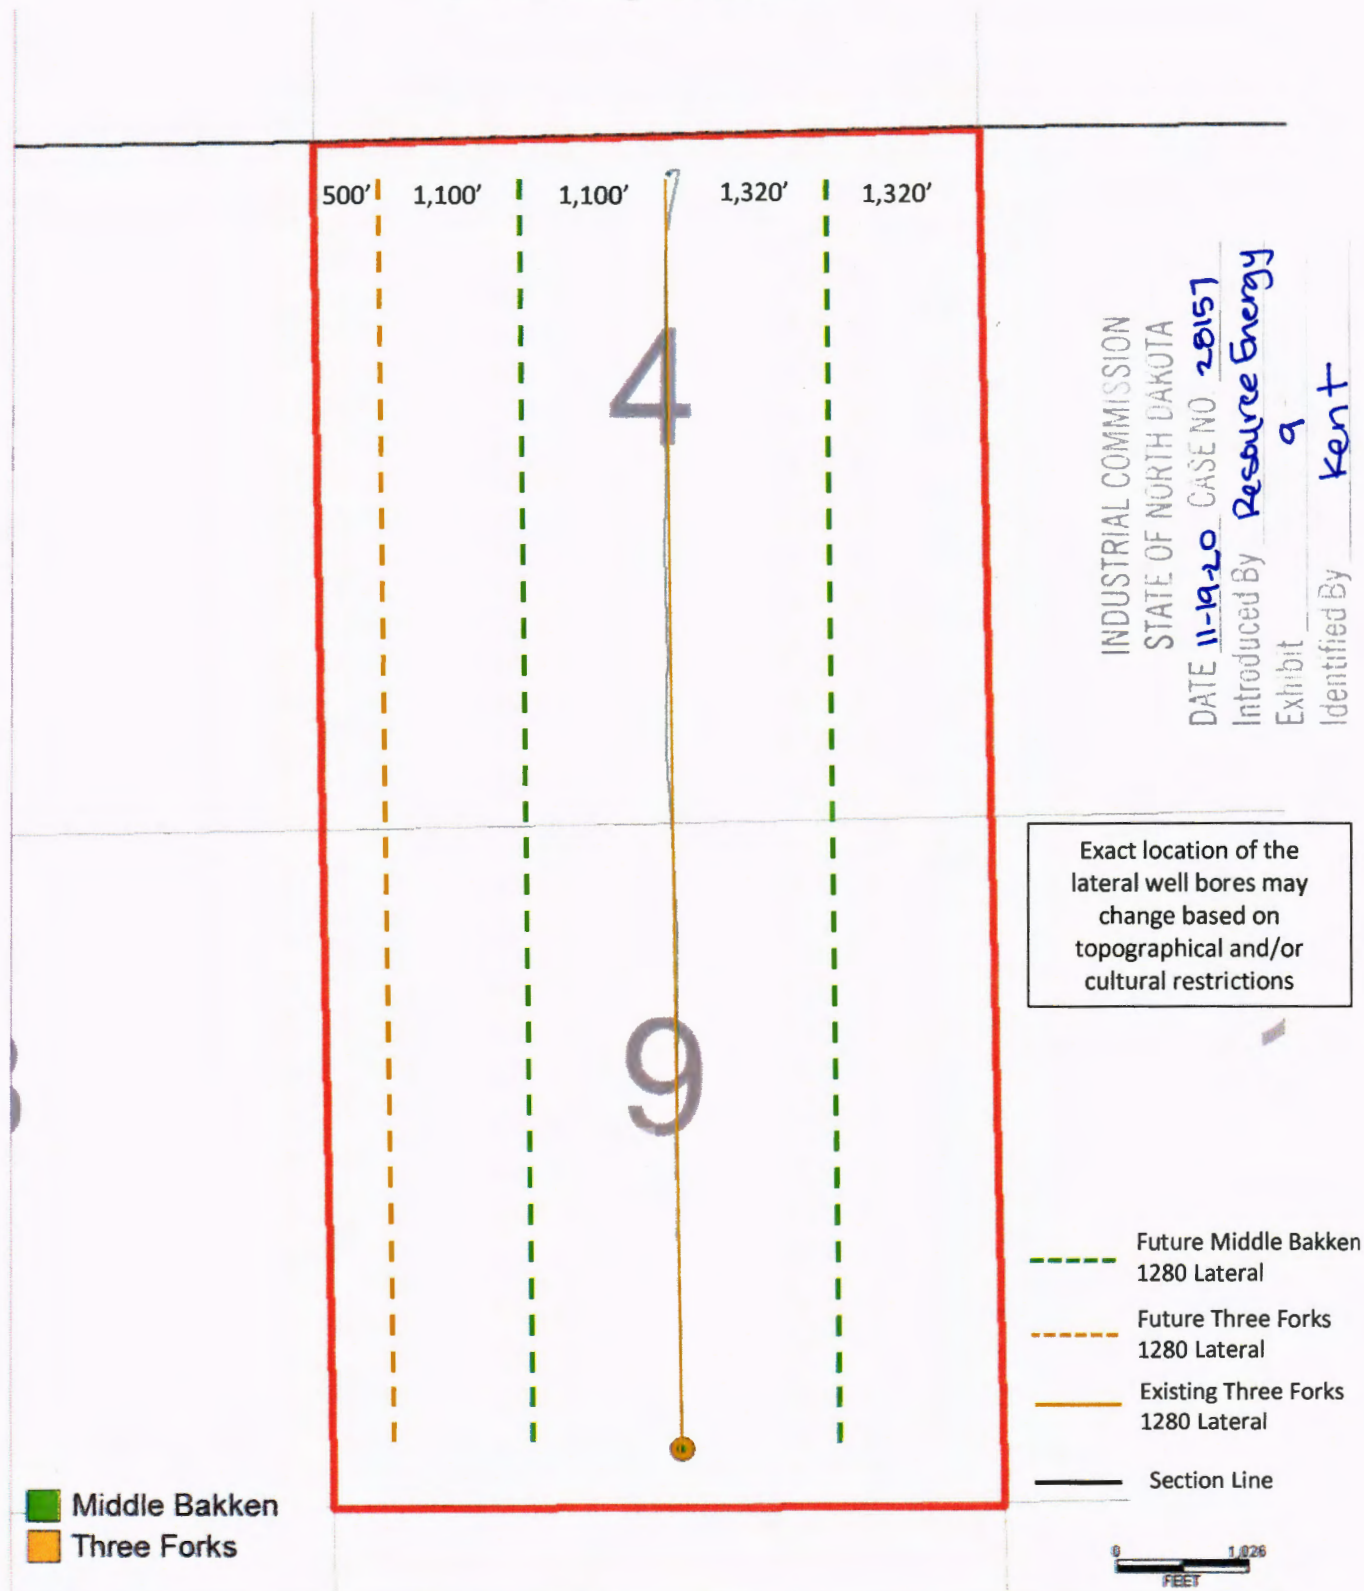 500’ 1,100’ 1,100’ 1,320’ 1,320’
4
9
INDUSTRIAL COMMISSION
STATE OF NORTH DAKOTA
DATE 11-19-20 CASE NO 28157
Introduced By Resource Energy
Exhibit 9
Identified By Kent
Exact location of the
lateral well bores may
change based on
topographical and/or
cultural restrictions
Future Middle Bakken
1280 Lateral
Future Three Forks
1280 Lateral
Existing Three Forks
1280 Lateral
Section Line
Middle Bakken
Three Forks
0 1,026
FEET